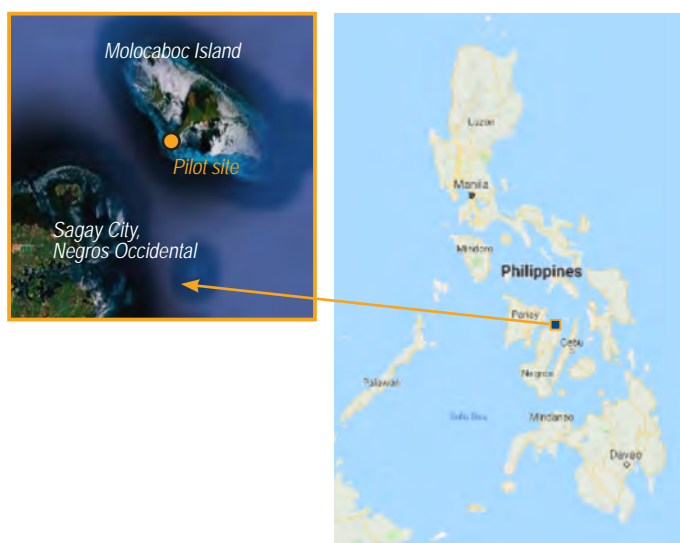 Molocaboc Island
Pilot site
Sagay City,
Negros Occidental
Luzon
Manila
Mindoro
Philippines
Panay
Cebu
Negros
Palawan
Sulu Sea
Mindanao
Davao